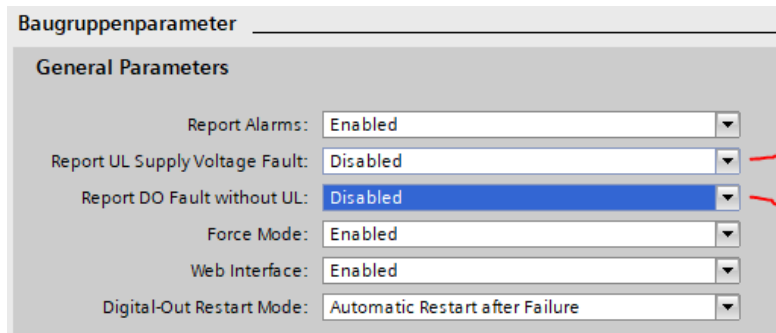 Baugruppenparameter
General Parameters
Report Alarms: Enabled
Report UL Supply Voltage Fault: Disabled
Report DO Fault without UL: Disabled
Force Mode: Enabled
Web Interface: Enabled
Digital-Out Restart Mode: Automatic Restart after Failure